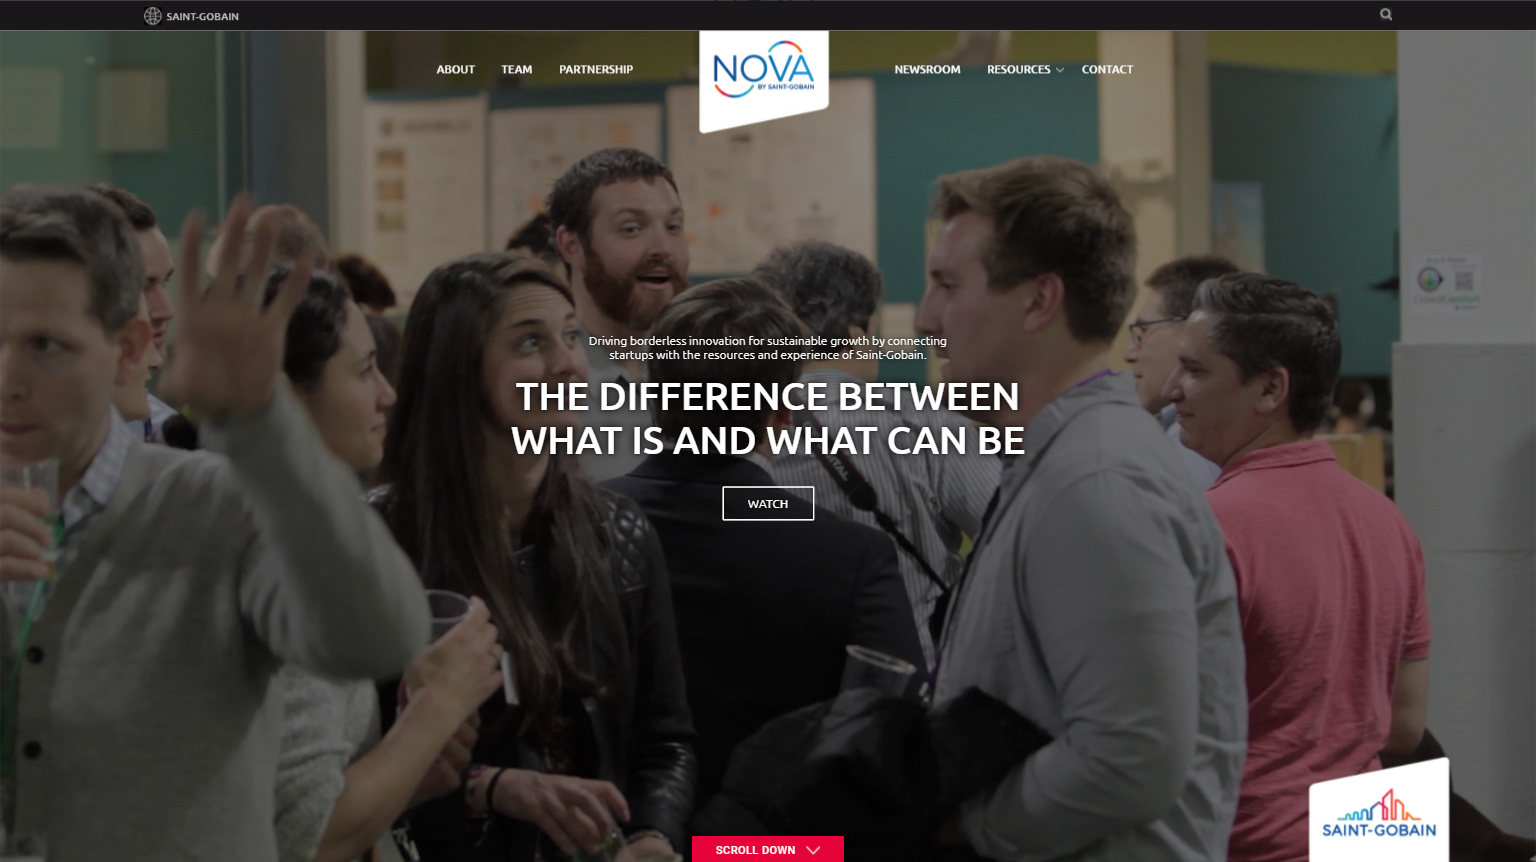 SAINT-GOBAIN
ABOUT TEAM PARTNERSHIP
NOVA
BY SAINT-GOBAIN
NEWSROOM RESOURCES CONTACT
Driving borderless innovation for sustainable growth by connecting
startups with the resources and experience of Saint-Gobain.
THE DIFFERENCE BETWEEN
WHAT IS AND WHAT CAN BE
WATCH
SAINT-GOBAIN
SCROLL DOWN